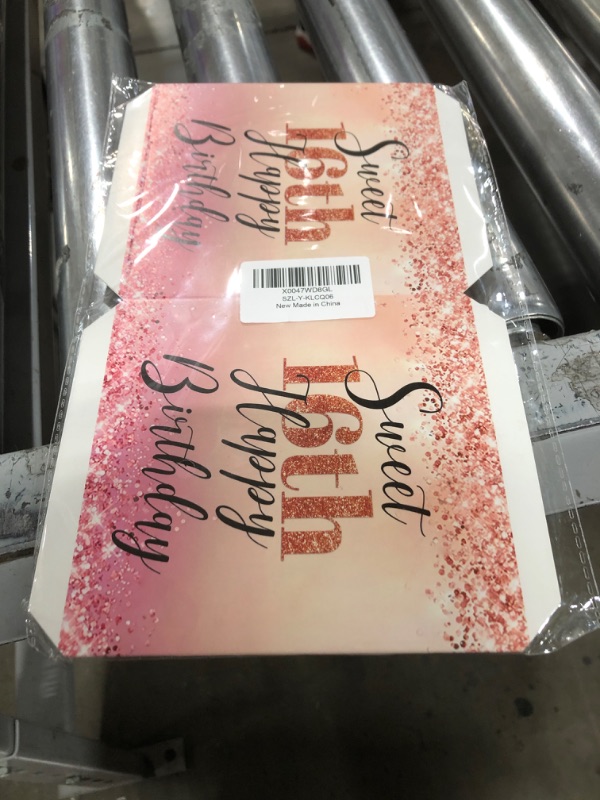 Sweet
16th
Happy
Birthday
X0047WD8GL
SZL-Y-KLCQ06
New Made in China
Sweet
16th
Happy
Birthday